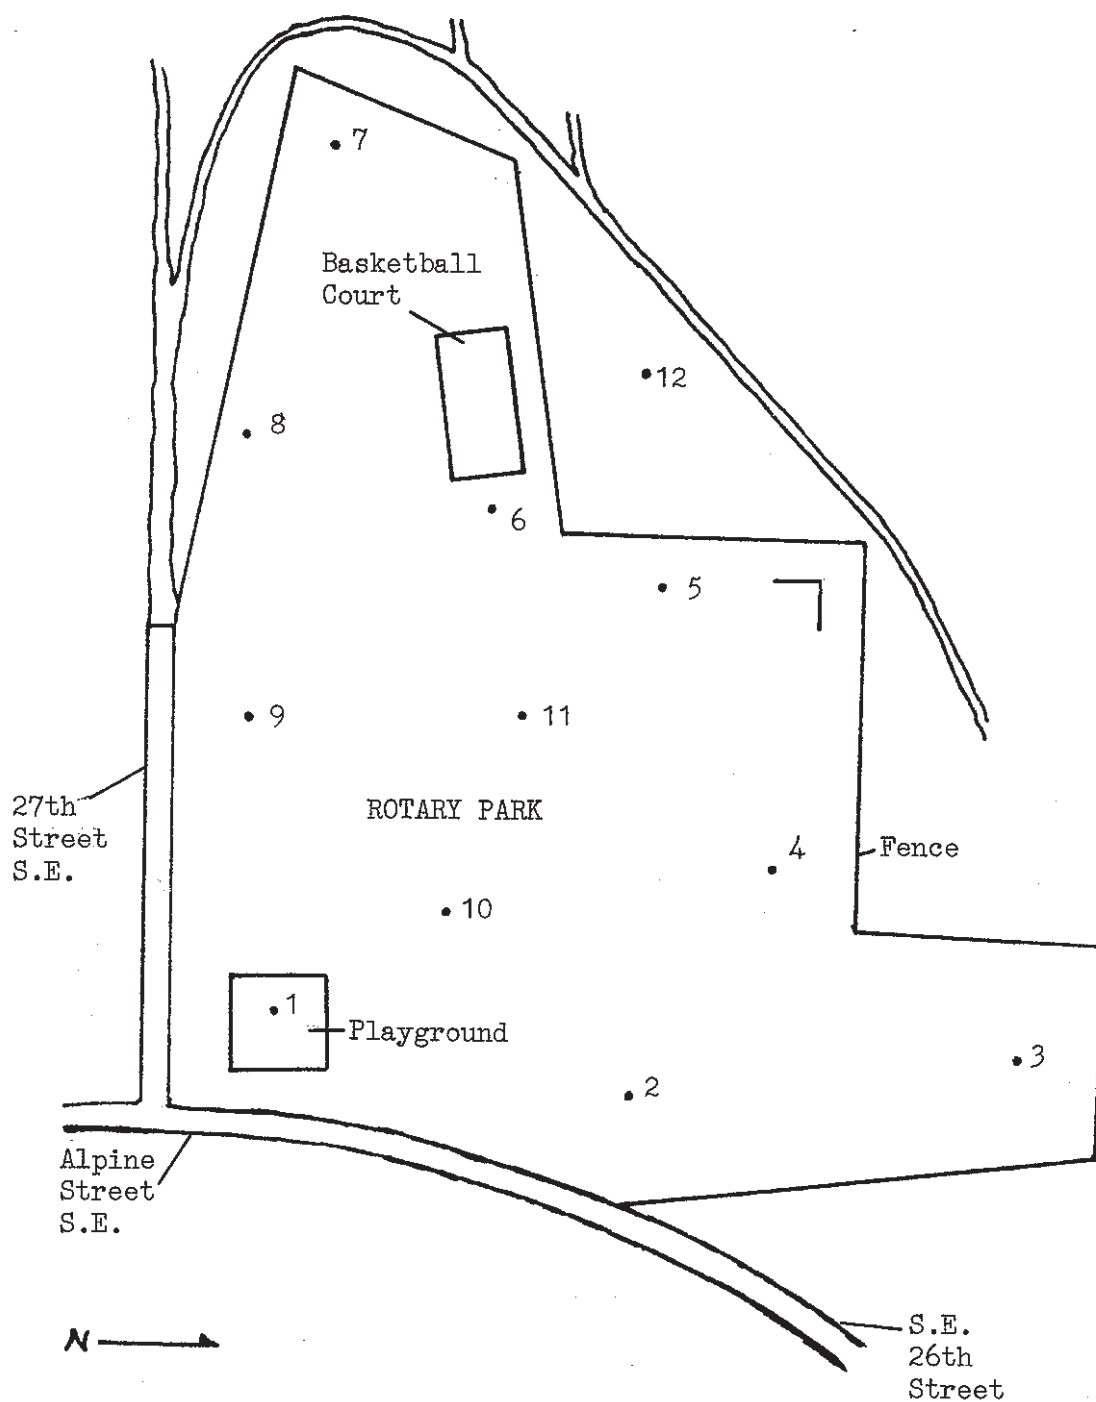 7
Basketball
Court
12
8
6
5
9
11
27th
Street
S.E.
ROTARY PARK
4
Fence
10
1
Playground
3
2
Alpine
Street
S.E.
N
S.E.
26th
Street